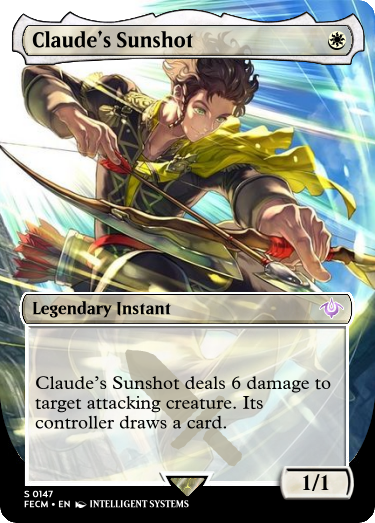 Claude's Sunshot
Legendary Instant
Claude's Sunshot deals 6 damage to
target attacking creature. Its
controller draws a card.
1/1
S 0147
FECM • EN INTELLIGENT SYSTEMS